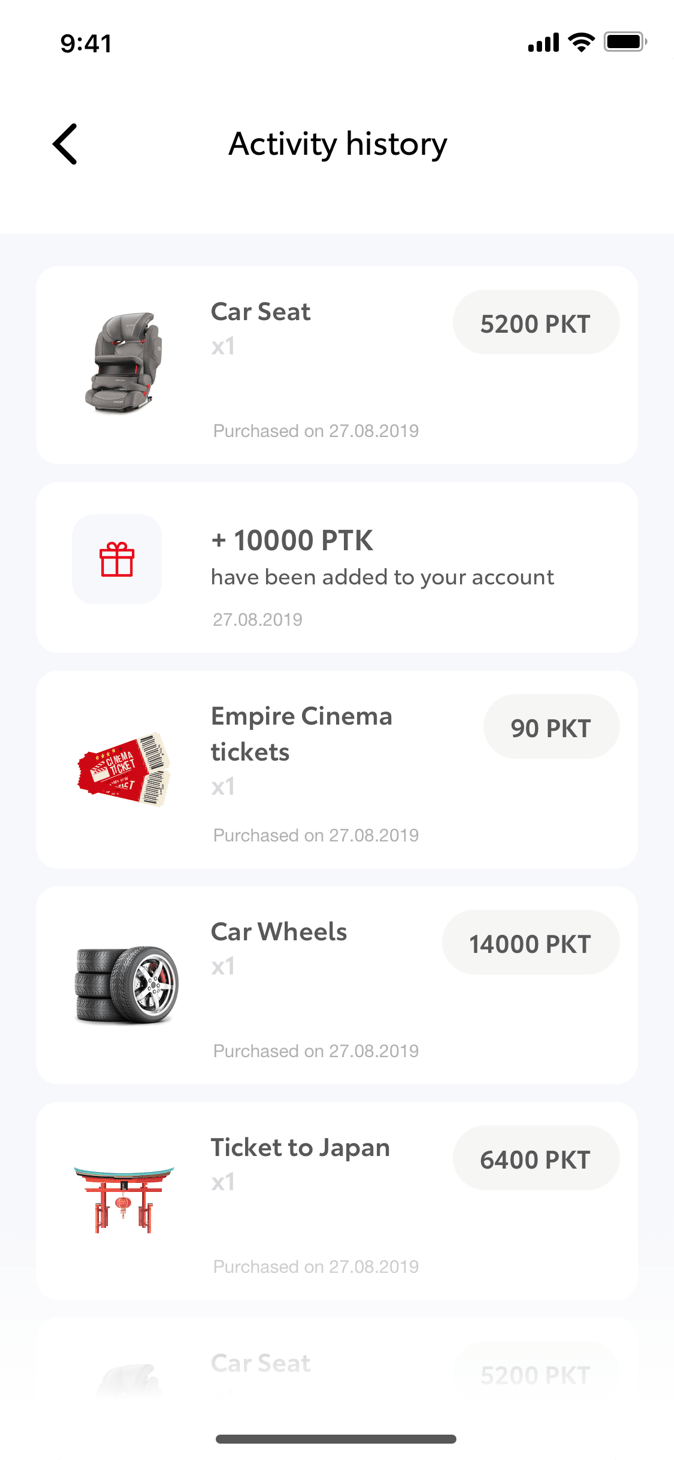 9:41
Activity history
Car Seat
5200 PKT
x1
Purchased on 27.08.2019
+ 10000 PTK
have been added to your account
27.08.2019
Empire Cinema
tickets
90 PKT
x1
CINEMA
TICKET
Purchased on 27.08.2019
Car Wheels
14000 PKT
x1
Purchased on 27.08.2019
Ticket to Japan
6400 PKT
x1
Purchased on 27.08.2019
Car Seat
5200 PKT